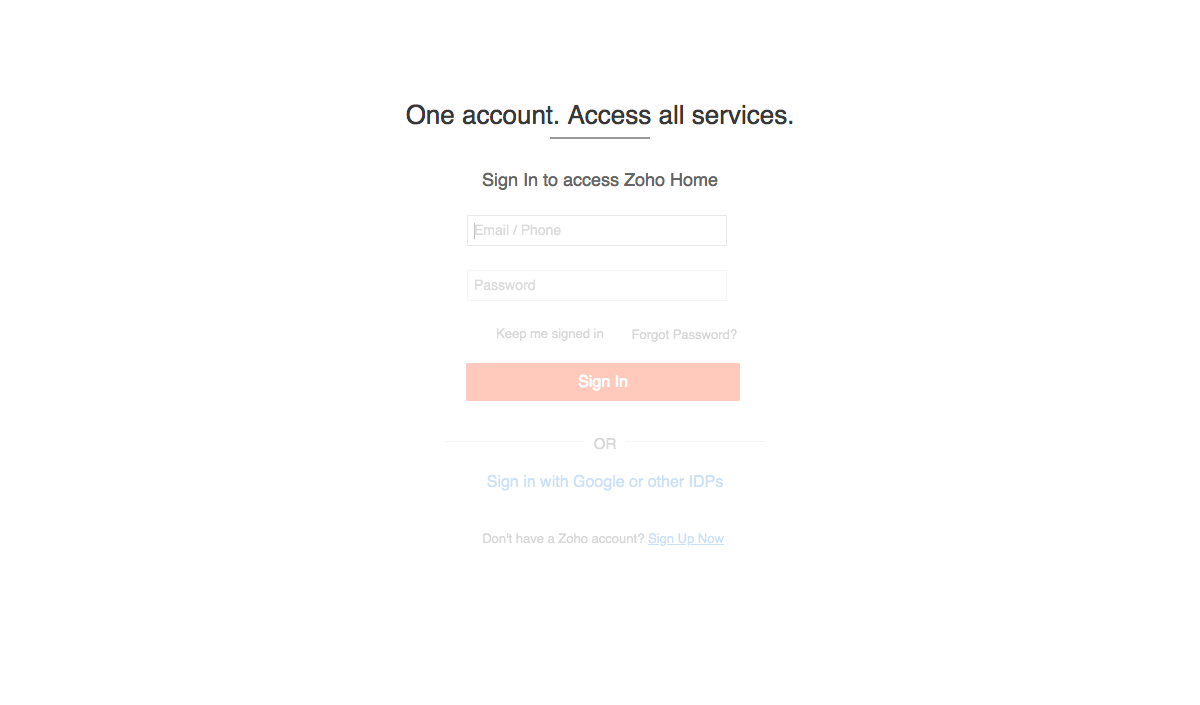 One account. Access all services.
Sign In to access Zoho Home
Email / Phone
Password
Keep me signed in Forgot Password?
Sign In
OR
Sign in with Google or other IDPs
Don't have a Zoho account? Sign Up Now